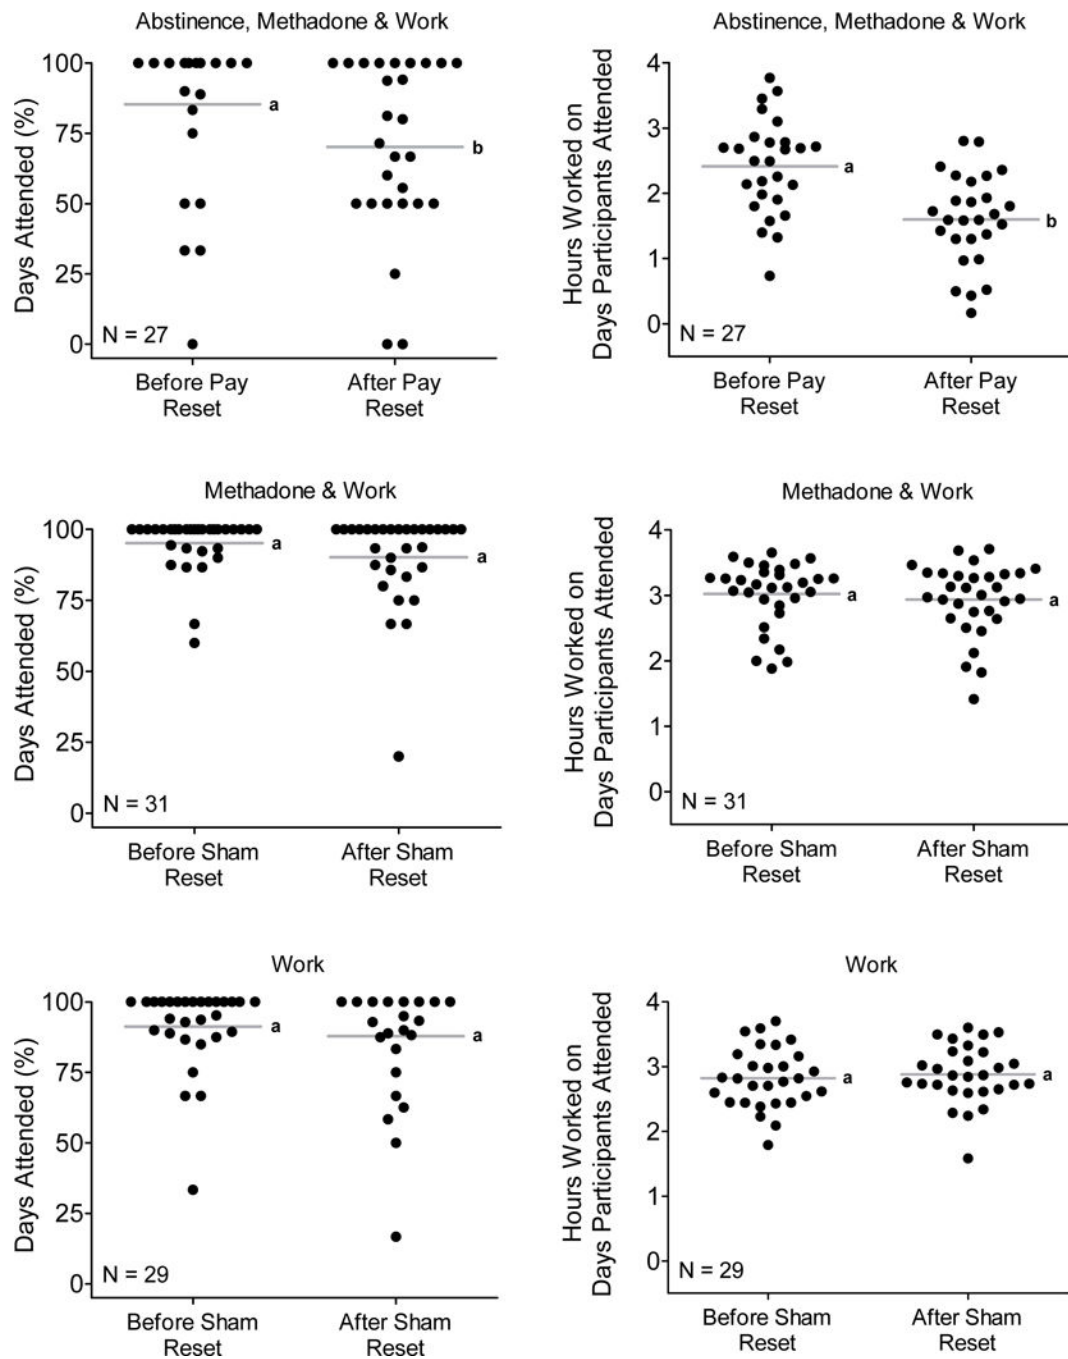 Abstinence, Methadone & Work
Days Attended (%)
100
75
50
25
0
a
b
N = 27
Before Pay
Reset
After Pay
Reset
Abstinence, Methadone & Work
Hours Worked on
Days Participants Attended
4
3
2
1
0
a
b
N = 27
Before Pay
Reset
After Pay
Reset
Methadone & Work
Days Attended (%)
100
75
50
25
0
a
a
N = 31
Before Sham
Reset
After Sham
Reset
Methadone & Work
Hours Worked on
Days Participants Attended
4
3
2
1
0
a
a
N = 31
Before Sham
Reset
After Sham
Reset
Work
Days Attended (%)
100
75
50
25
0
a
a
N = 29
Before Sham
Reset
After Sham
Reset
Work
Hours Worked on
Days Participants Attended
4
3
2
1
0
a
a
N = 29
Before Sham
Reset
After Sham
Reset